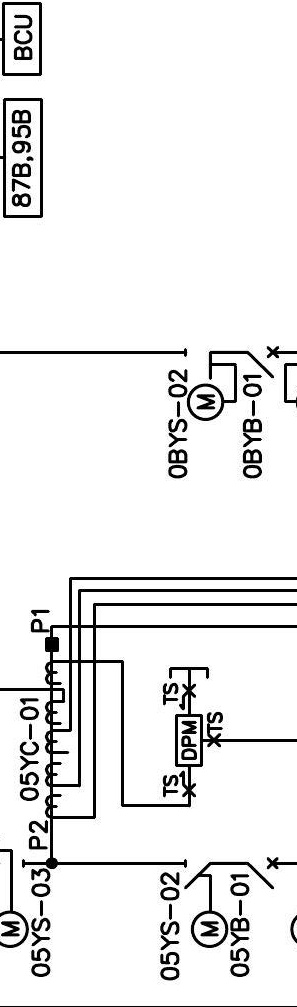 BCU
87B,95B
0BYS-02
M
0BYB-01
P1
05YC-01
P2
TS
DPM
TS
TS
M
05YS-03
05YS-02
M
05YB-01